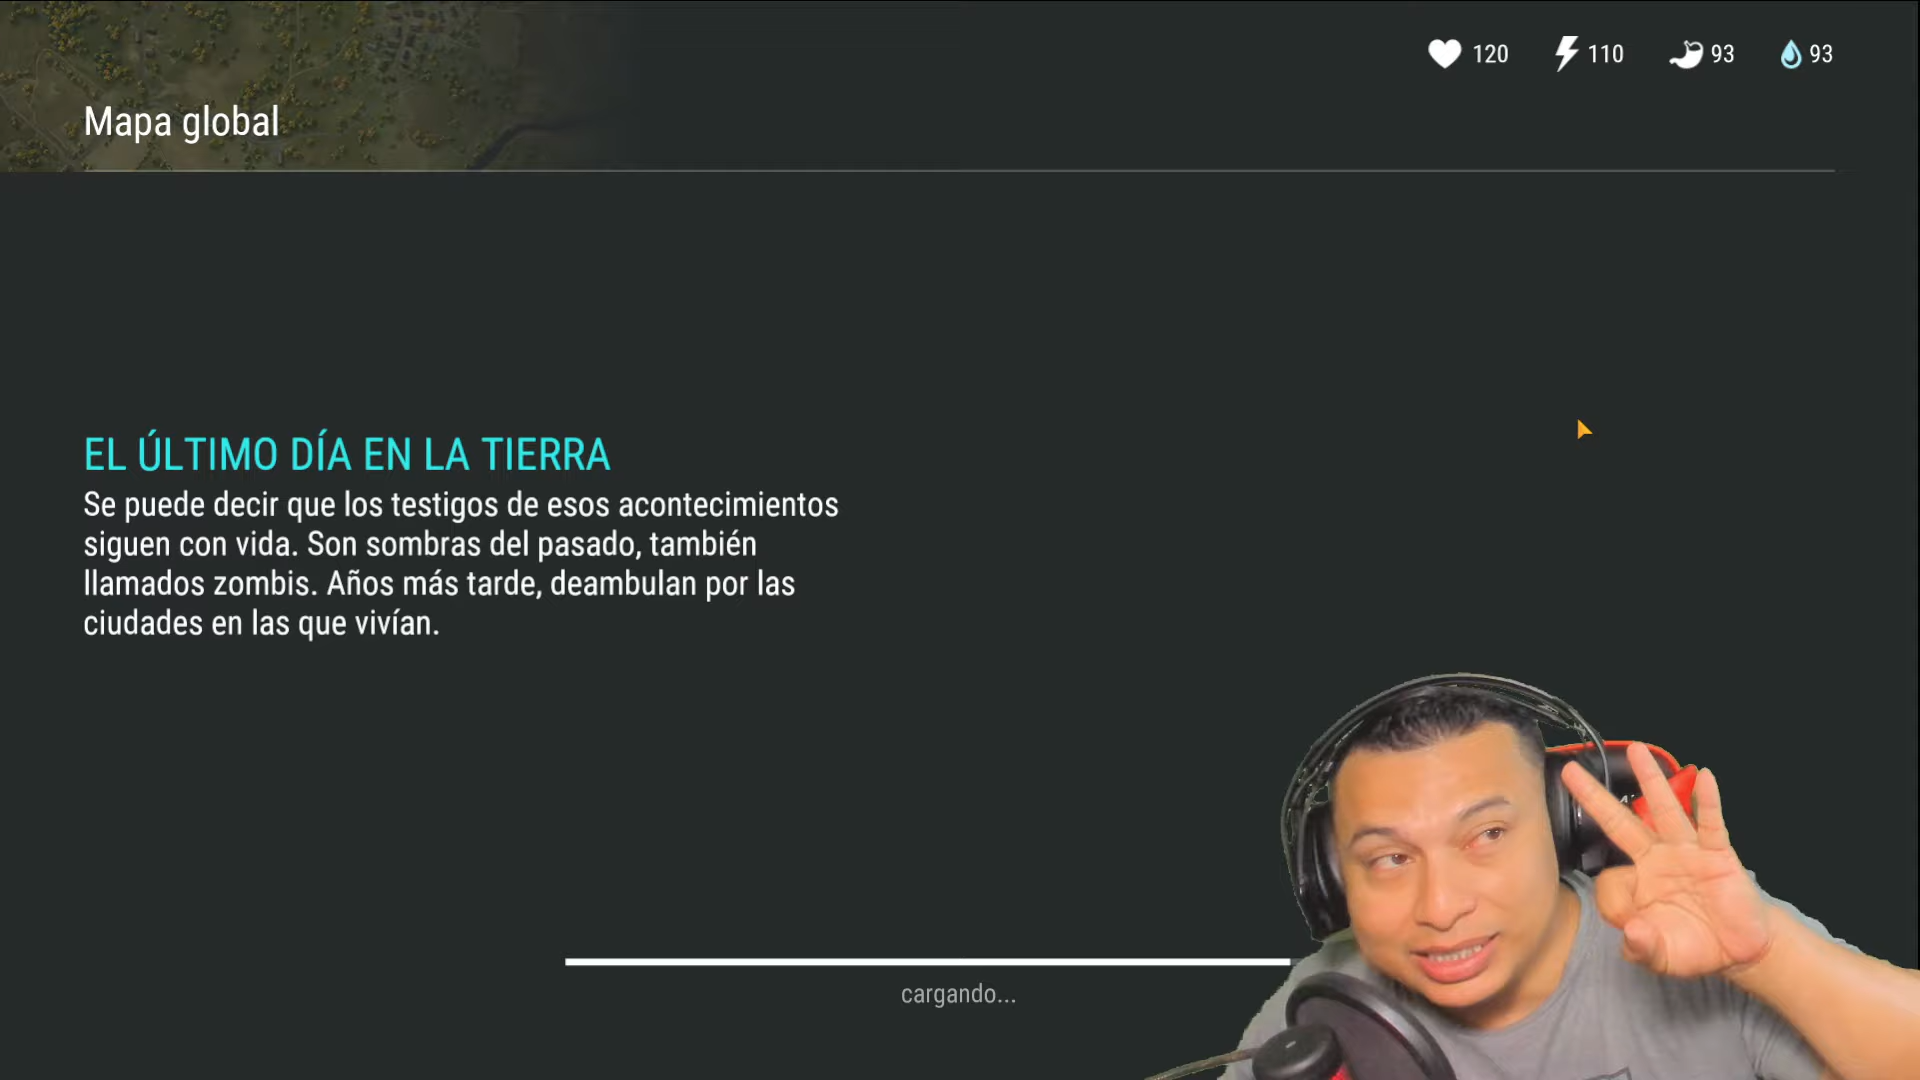 120 110 93 93
Mapa global
EL ÚLTIMO DÍA EN LA TIERRA
Se puede decir que los testigos de esos acontecimientos
siguen con vida. Son sombras del pasado, también
llamados zombis. Años más tarde, deambulan por las
ciudades en las que vivían.
cargando...